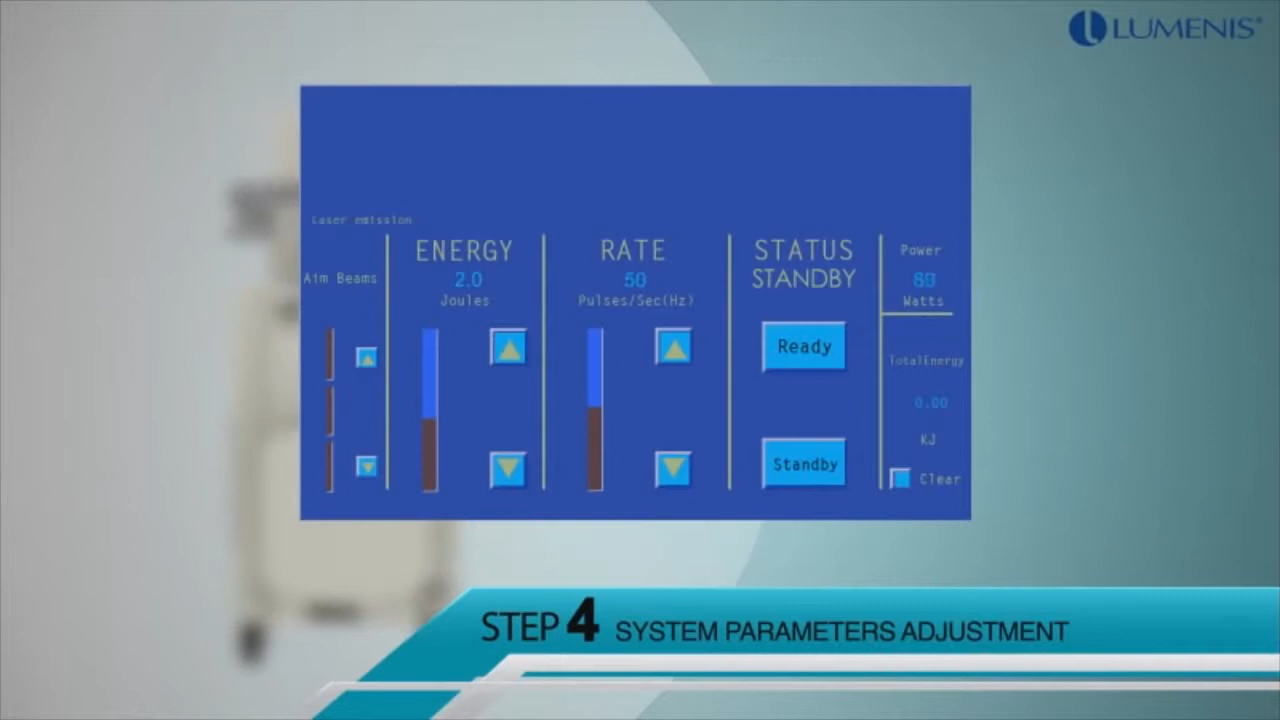 LUMENIS®
Laser emission
Aim Beams
ENERGY
2.0
Joules
RATE
50
Pulses/Sec(Hz)
STATUS
STANDBY
Ready
Standby
Power
Watts
TotalEnergy
0.00
KJ
Clear
STEP 4 SYSTEM PARAMETERS ADJUSTMENT